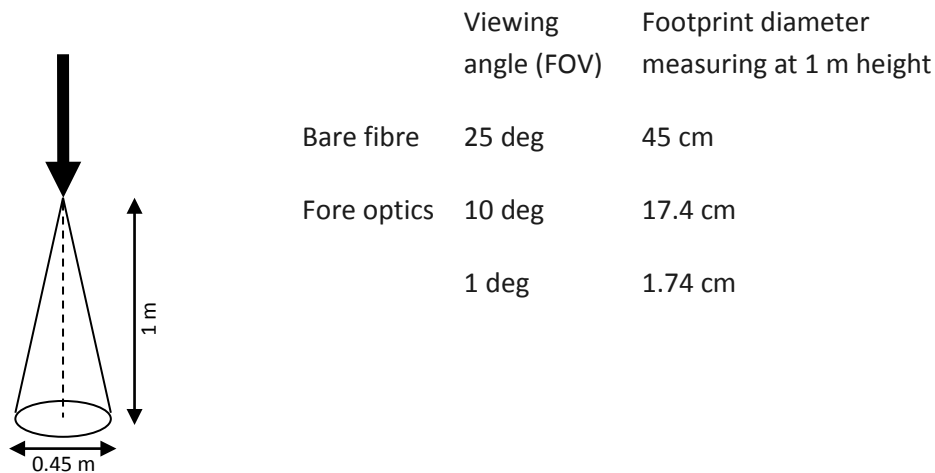 Viewing Footprint diameter
angle (FOV) measuring at 1 m height
Bare fibre 25 deg 45 cm
Fore optics 10 deg 17.4 cm
1 deg 1.74 cm
1 m
0.45 m